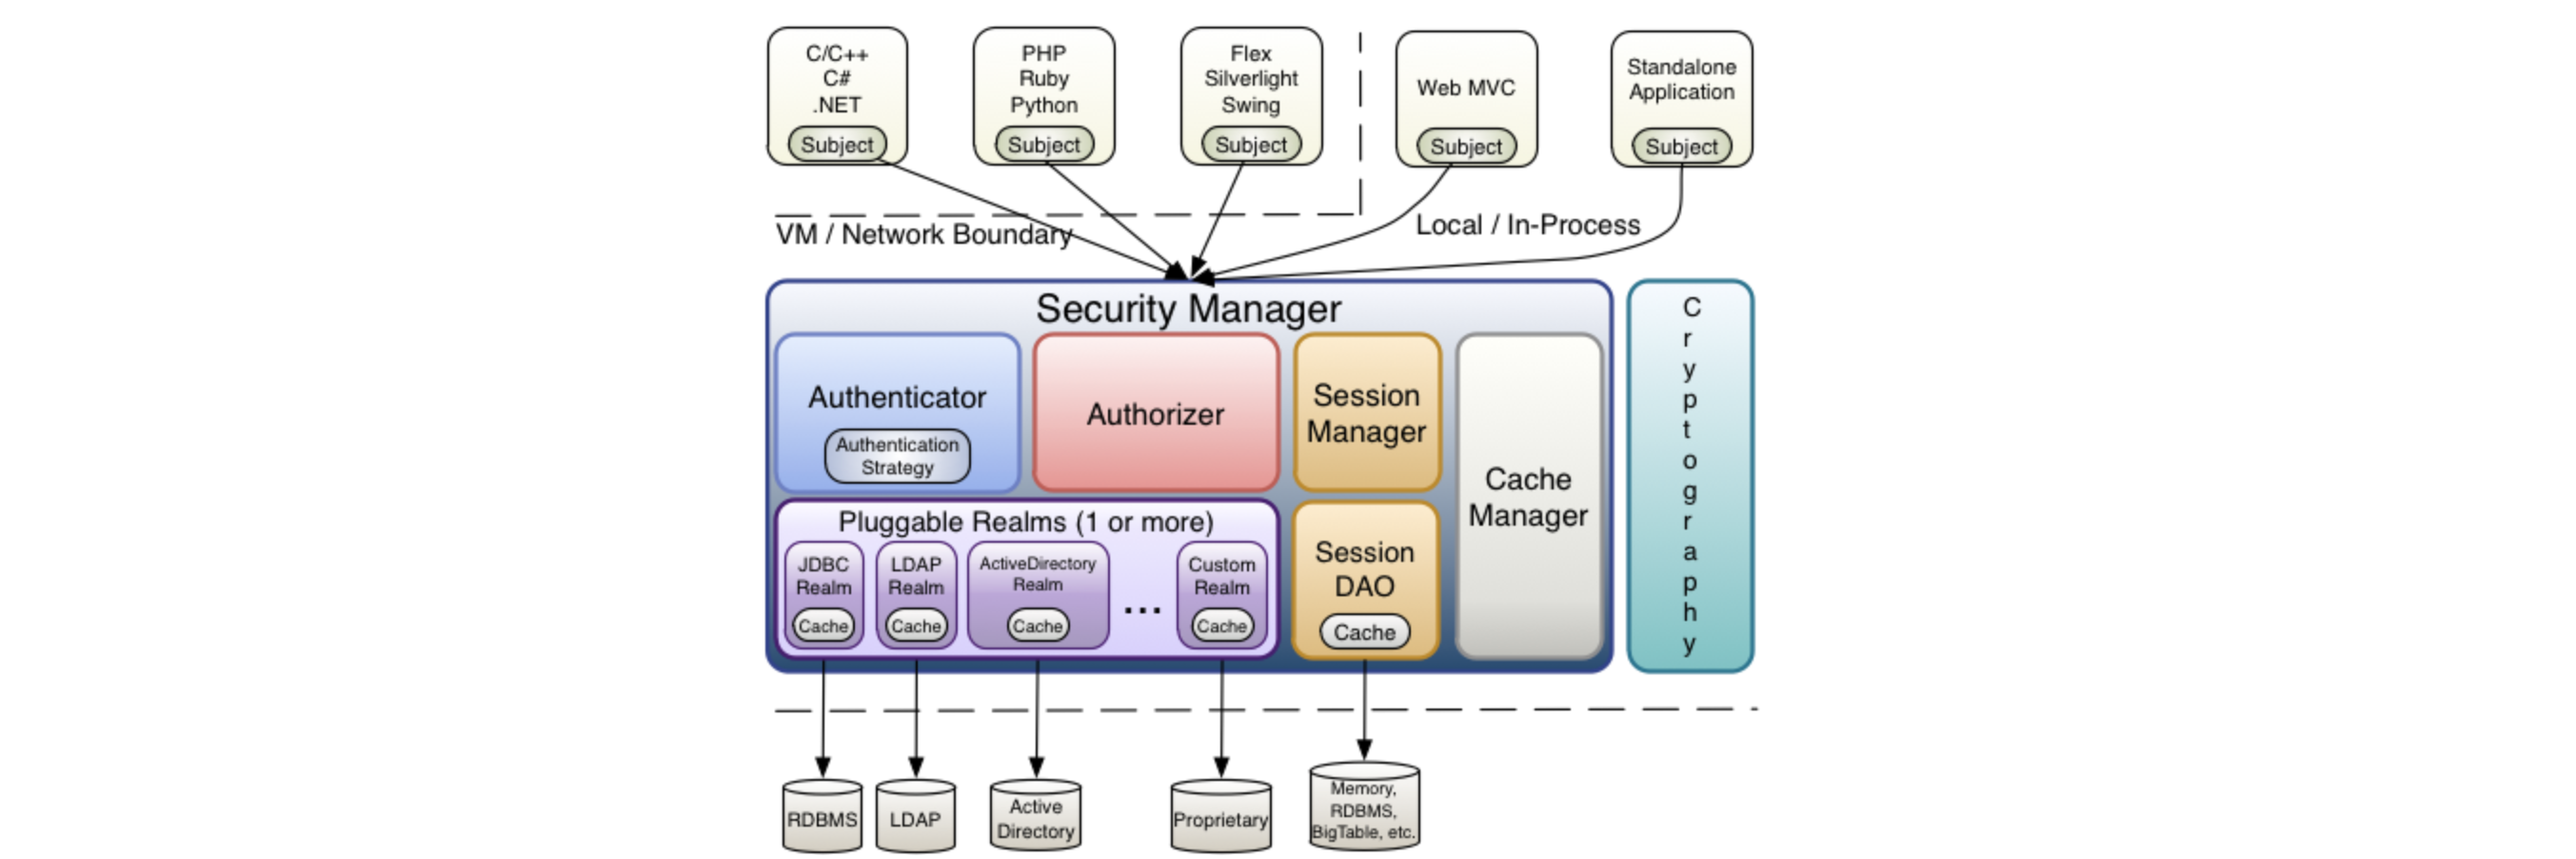 C/C++
C#
.NET
Subject
PHP
Ruby
Python
Subject
Flex
Silverlight
Swing
Subject
Web MVC
Subject
Standalone
Application
Subject
VM / Network Boundary
Local / In-Process
Security Manager
Authenticator
Authentication
Strategy
Authorizer
Session
Manager
Cache
Manager
Cryptography
Pluggable Realms (1 or more)
JDBC
Realm
Cache
LDAP
Realm
Cache
ActiveDirectory
Realm
Cache
...
Custom
Realm
Cache
Session
DAO
Cache
RDBMS
LDAP
Active
Directory
Proprietary
Memory,
RDBMS,
BigTable, etc.